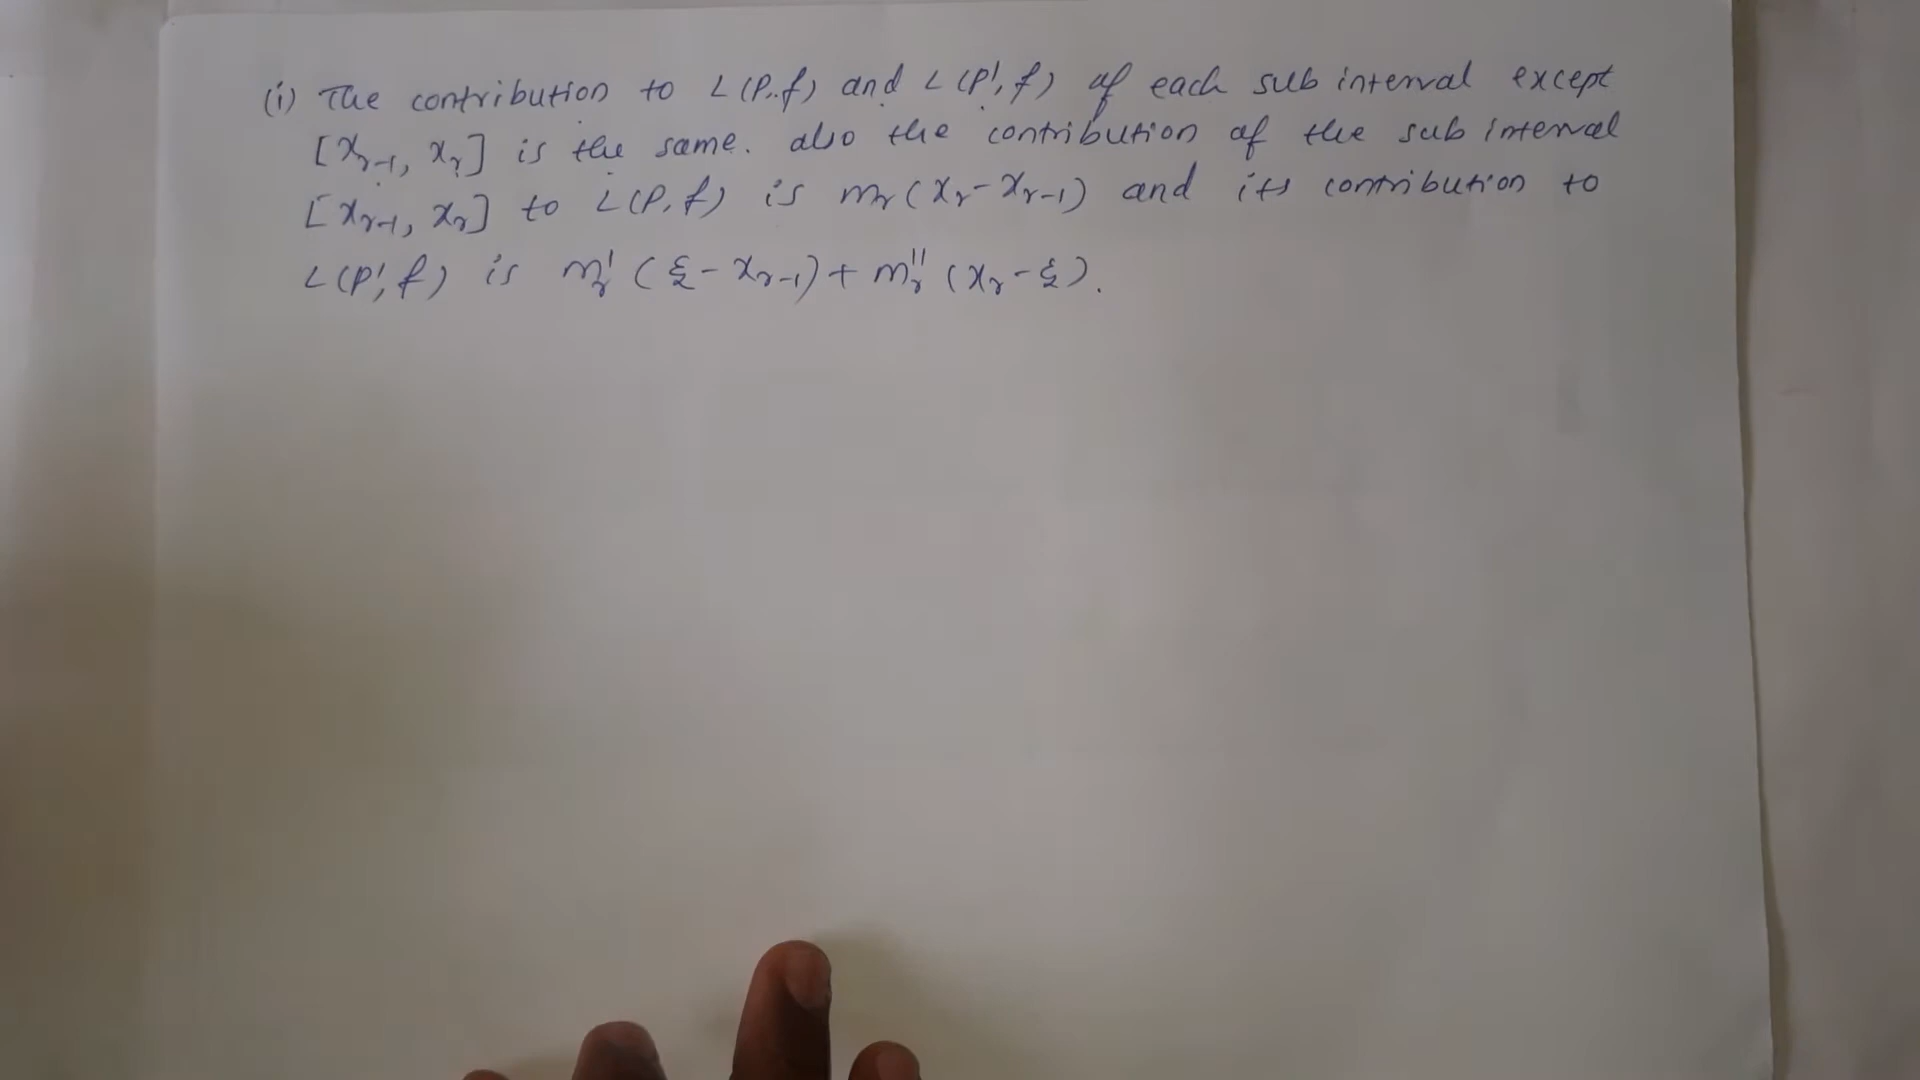 (i) The contribution to L(P,f) and L(P',f) of each sub interval except
[x_{r-1}, x_r] is the same. also the contribution of the sub interval
[x_{r-1}, x_r] to L(P,f) is m_r(x_r-x_{r-1}) and its contribution to
L(P',f) is m_r'(ξ-x_{r-1})+m_r''(x_r-ξ).